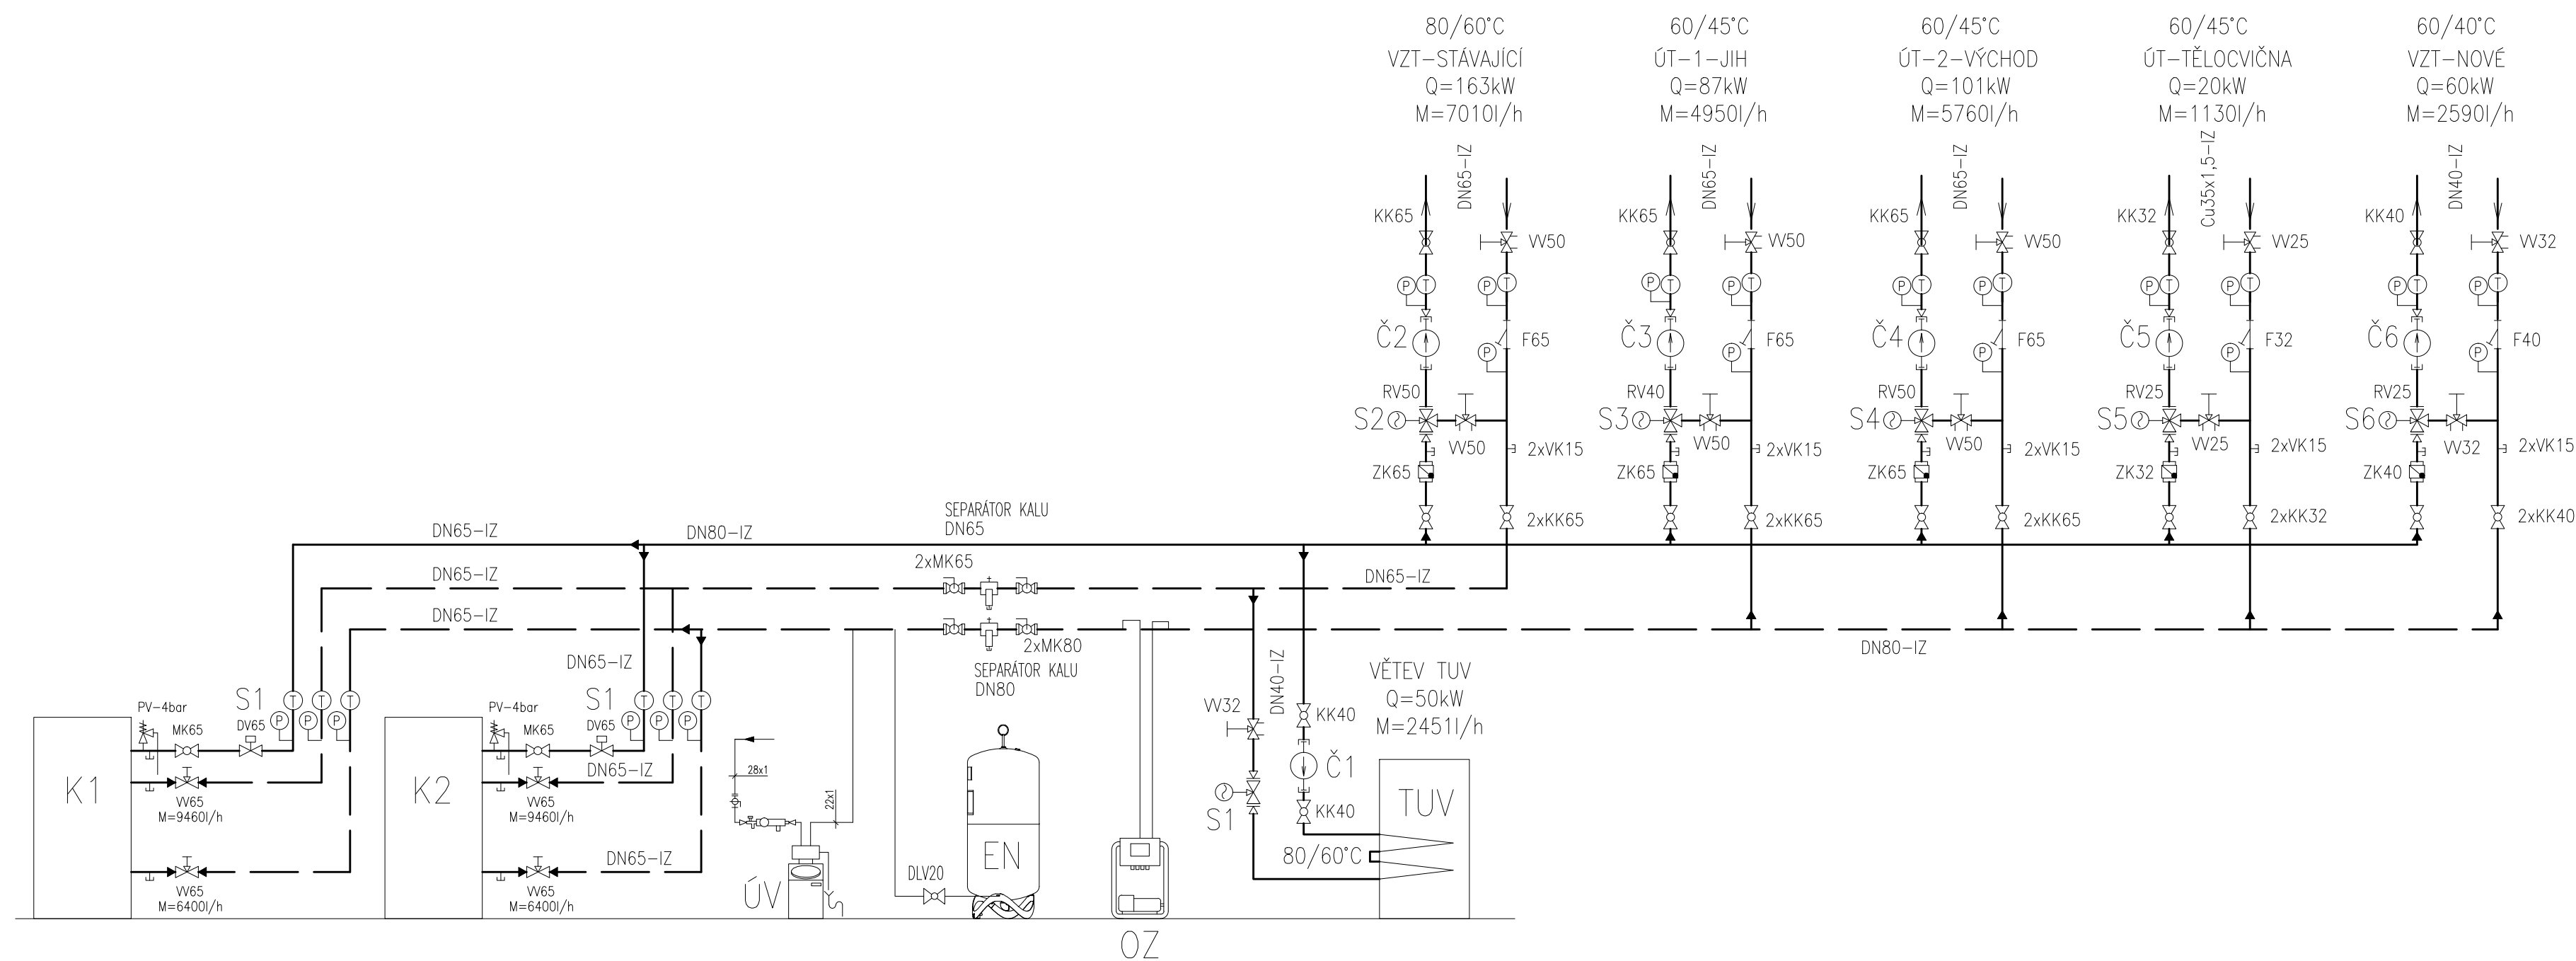 80/60°C
VZT-STÁVAJÍCÍ
Q=163kW
M=7010l/h
60/45°C
ÚT-1-JIH
Q=87kW
M=4950l/h
60/45°C
ÚT-2-VÝCHOD
Q=101kW
M=5760l/h
60/45°C
ÚT-TĚLOCVIČNA
Q=20kW
M=1130l/h
60/40°C
VZT-NOVÉ
Q=60kW
M=2590l/h
DN65-IZ
KK65
VV50
P
T
P
T
Č2
F65
P
RV50
S2
VV50
2xVK15
ZK65
2xKK65
DN65-IZ
KK65
VV50
P
T
P
T
Č3
F65
P
RV40
S3
VV50
2xVK15
ZK65
2xKK65
DN65-IZ
KK65
VV50
P
T
P
T
Č4
F65
P
RV50
S4
VV50
2xVK15
ZK65
2xKK65
Cu35x1,5-IZ
KK32
VV25
P
T
P
T
Č5
F32
P
RV25
S5
VV25
2xVK15
ZK32
2xKK32
DN40-IZ
KK40
VV32
P
T
P
T
Č6
F40
P
RV25
S6
VV32
2xVK15
ZK40
2xKK40
DN65-IZ
DN80-IZ
SEPARÁTOR KALU
DN65
DN65-IZ
2xMK65
DN65-IZ
DN65-IZ
2xMK80
SEPARÁTOR KALU
DN80
DN80-IZ
DN65-IZ
PV-4bar
MK65
S1
DV65
T
T
T
P
P
P
K1
VV65
M=9460l/h
VV65
M=6400l/h
PV-4bar
MK65
S1
DV65
T
T
T
P
P
P
DN65-IZ
K2
VV65
M=9460l/h
DN65-IZ
VV65
M=6400l/h
28x1
22x1
ÚV
DLV20
EN
OZ
VV32
DN40-IZ
KK40
Č1
S1
KK40
VĚTEV TUV
Q=50kW
M=2451l/h
TUV
80/60°C